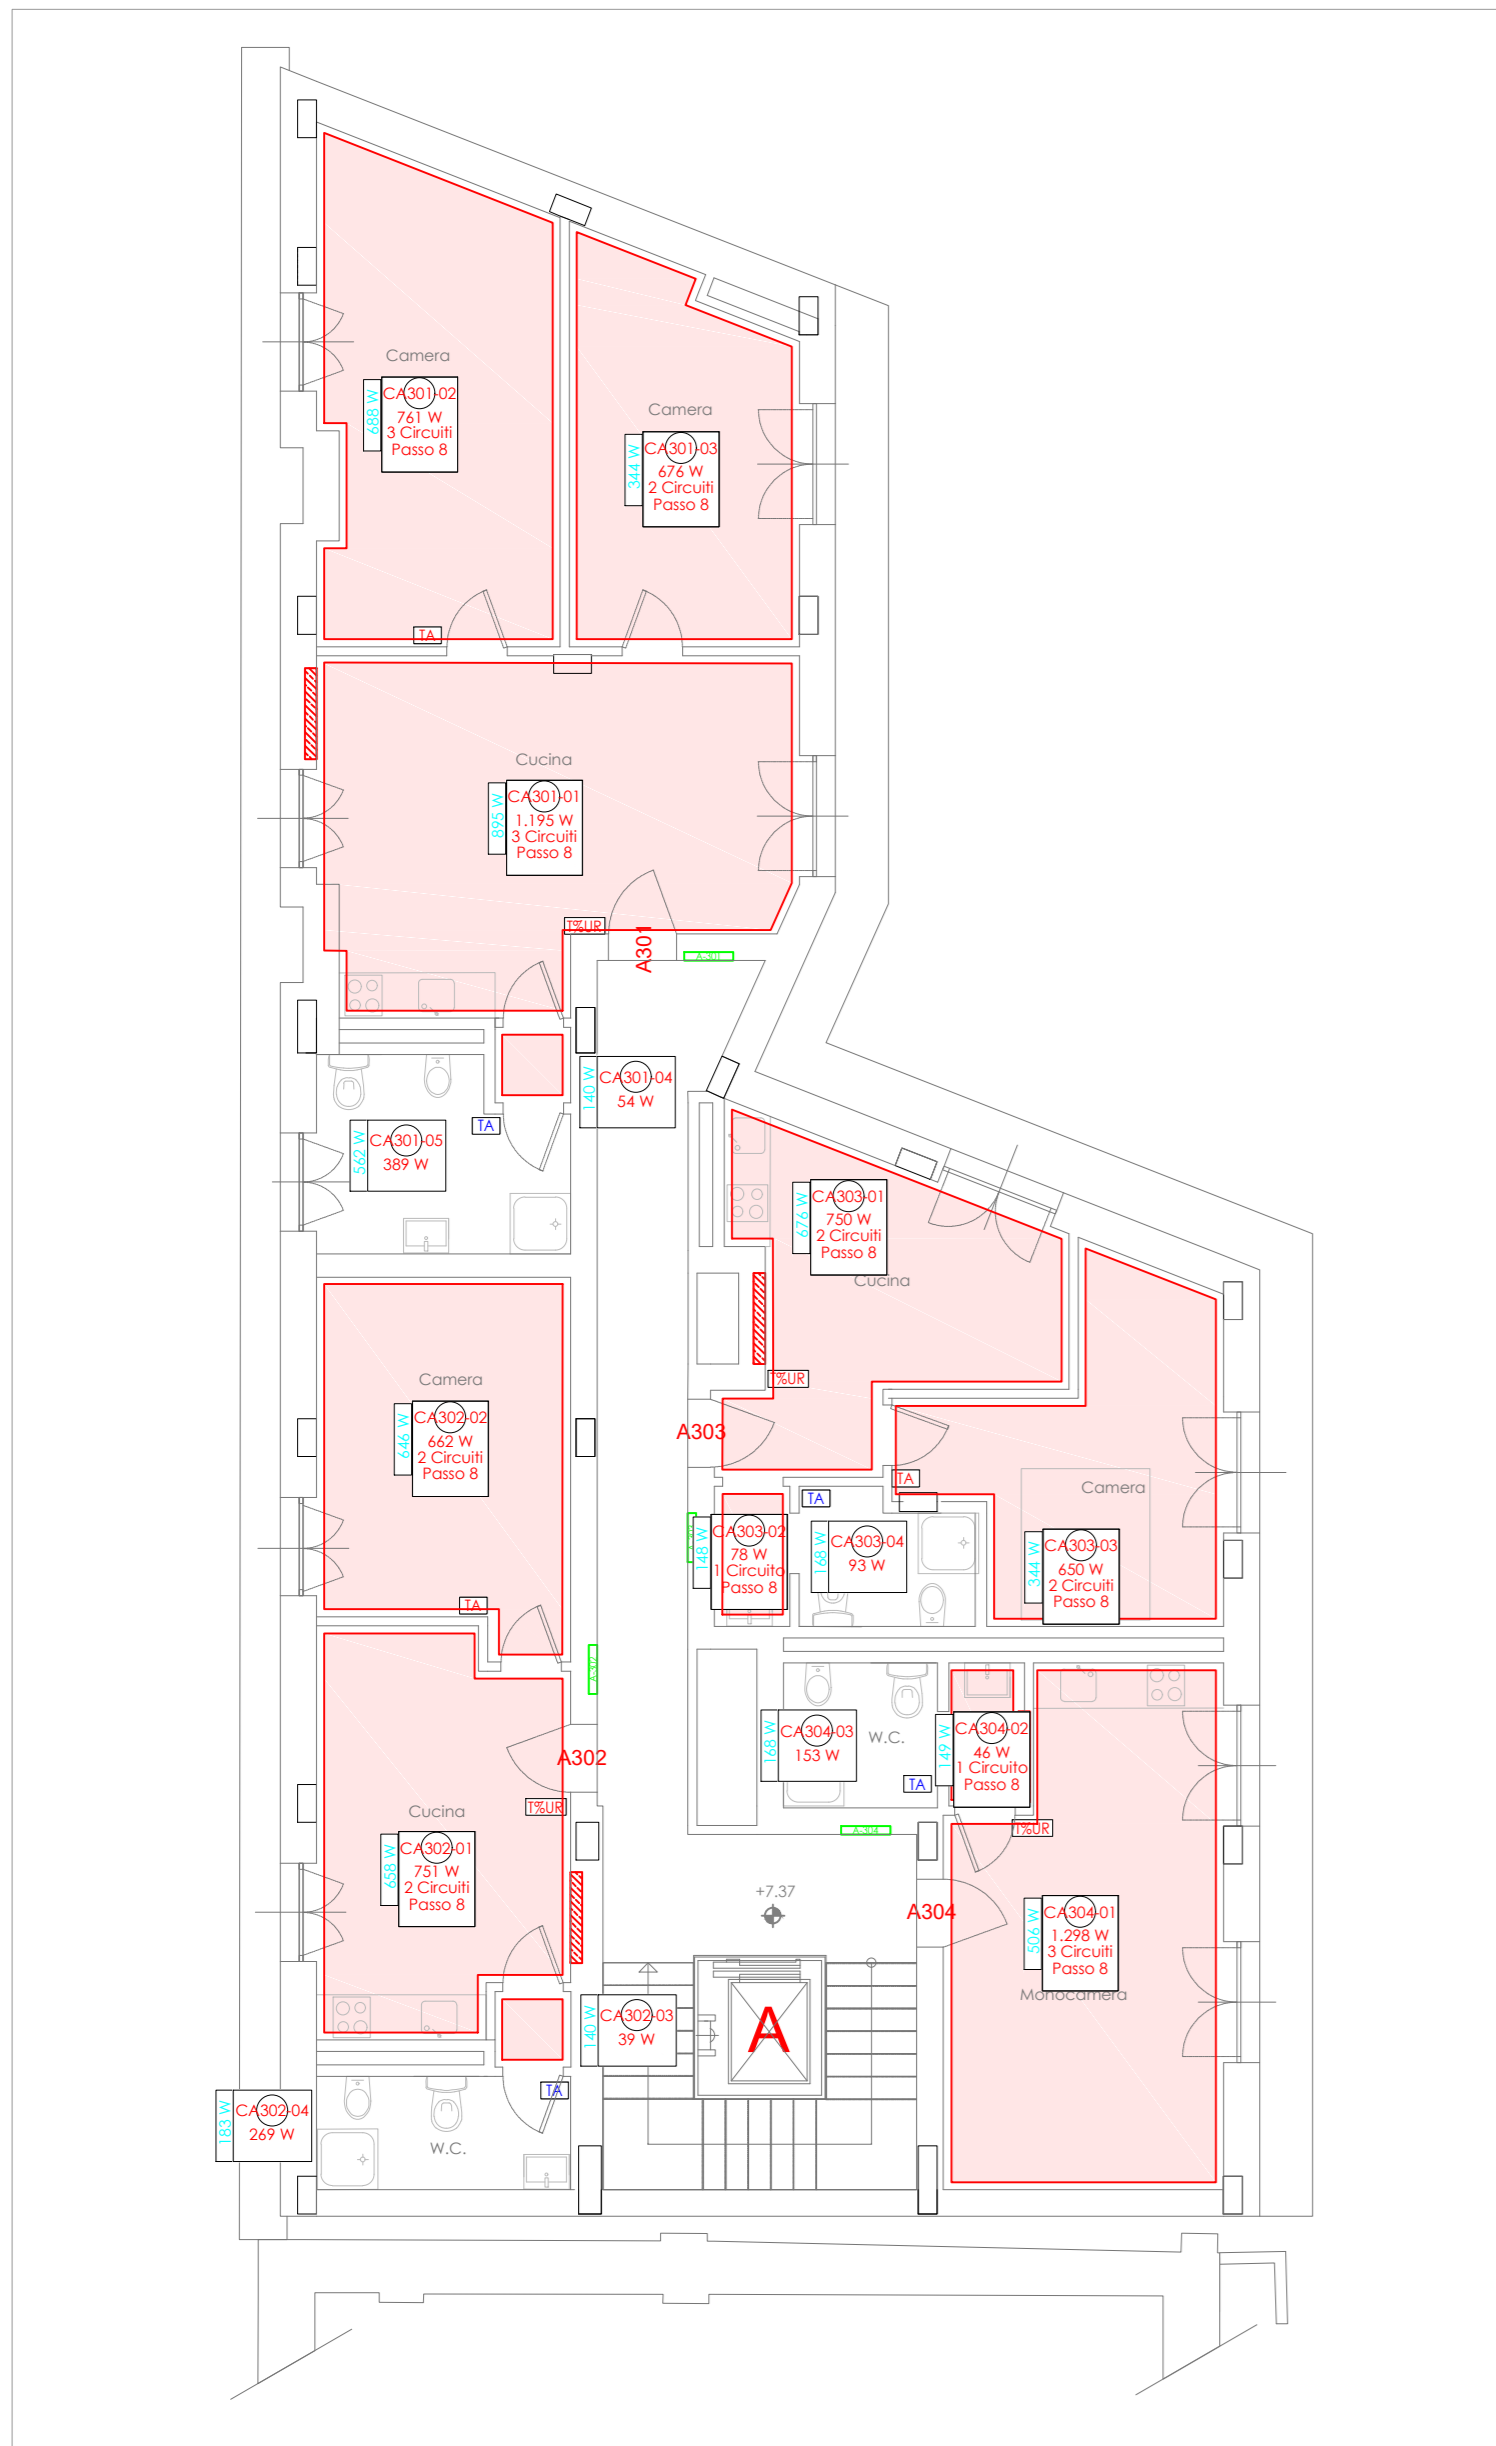 Camera
688 W
CA301-02
761 W
3 Circuiti
Passo 8
Camera
344 W
CA301-03
676 W
2 Circuiti
Passo 8
TA
Cucina
895 W
CA301-01
1.195 W
3 Circuiti
Passo 8
T%UR
A301
A-301
140 W
CA301-04
54 W
TA
562 W
CA301-05
389 W
676 W
CA303-01
750 W
2 Circuiti
Passo 8
Cucina
T%UR
Camera
646 W
CA302-02
662 W
2 Circuiti
Passo 8
A303
TA
Camera
TA
148 W
CA303-02
78 W
1 Circuito
Passo 8
168 W
CA303-04
93 W
344 W
CA303-03
650 W
2 Circuiti
Passo 8
TA
A-302
168 W
CA304-03
153 W
W.C.
TA
149 W
CA304-02
46 W
1 Circuito
Passo 8
A302
T%UR
Cucina
658 W
CA302-01
751 W
2 Circuiti
Passo 8
A-304
T%UR
+7.37
A304
506 W
CA304-01
1.298 W
3 Circuiti
Passo 8
Monocamera
140 W
CA302-03
39 W
A
TA
183 W
CA302-04
269 W
W.C.